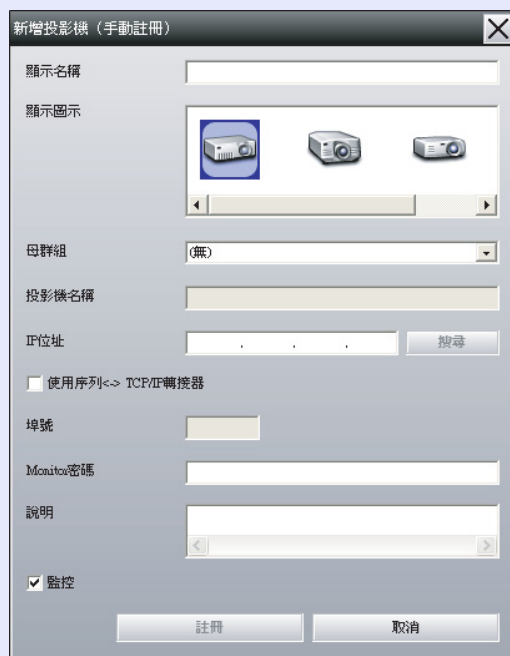 新增投影機（手動註冊）
顯示名稱
顯示圖示
母群組 (無)
投影機名稱
IP位址 . . . 搜尋
使用序列<-> TCP/IP轉接器
埠號
Monitor密碼
說明
監控
註冊 取消